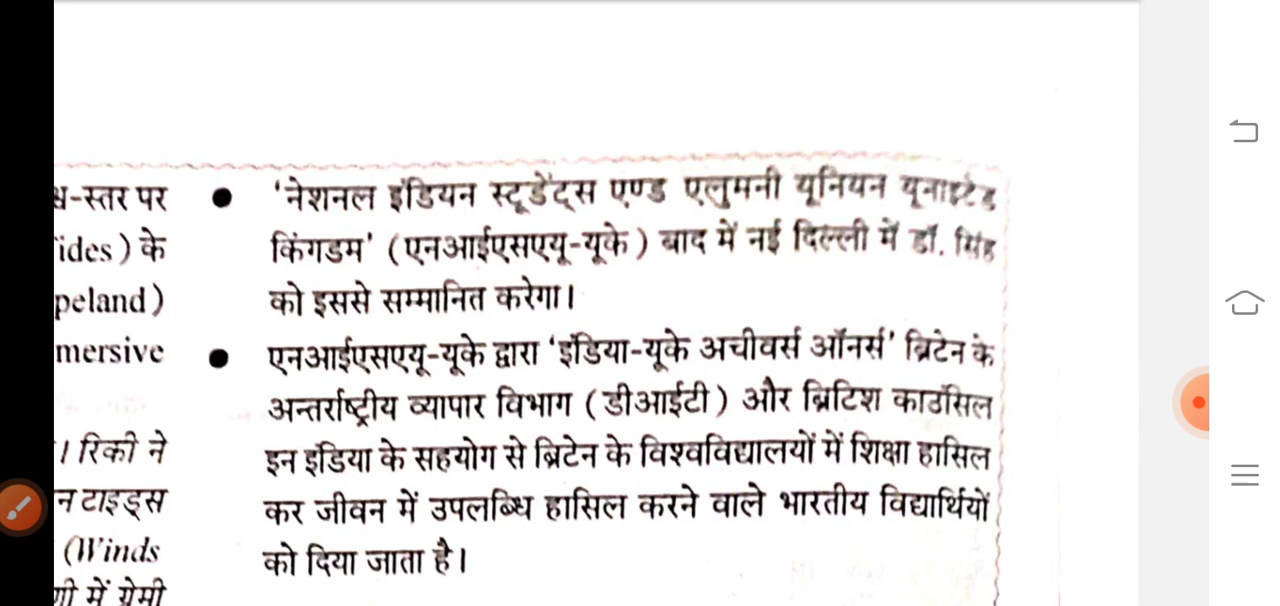 श्व-स्तर पर
ides) के
peland)
mersive
। रिकी ने
न टाइड्स
(Winds
में ग्रेमी
● 'नेशनल इंडियन स्टूडेंट्स एण्ड एलुमनी यूनियन यूनाइटेड
किंगडम' (एनआईएसएयू-यूके) बाद में नई दिल्ली में डॉ. सिंह
को इससे सम्मानित करेगा।
● एनआईएसएयू-यूके द्वारा 'इंडिया-यूके अचीवर्स ऑनर्स' ब्रिटेन के
अन्तर्राष्ट्रीय व्यापार विभाग (डीआईटी) और ब्रिटिश काउंसिल
इन इंडिया के सहयोग से ब्रिटेन के विश्वविद्यालयों में शिक्षा हासिल
कर जीवन में उपलब्धि हासिल करने वाले भारतीय विद्यार्थियों
को दिया जाता है।